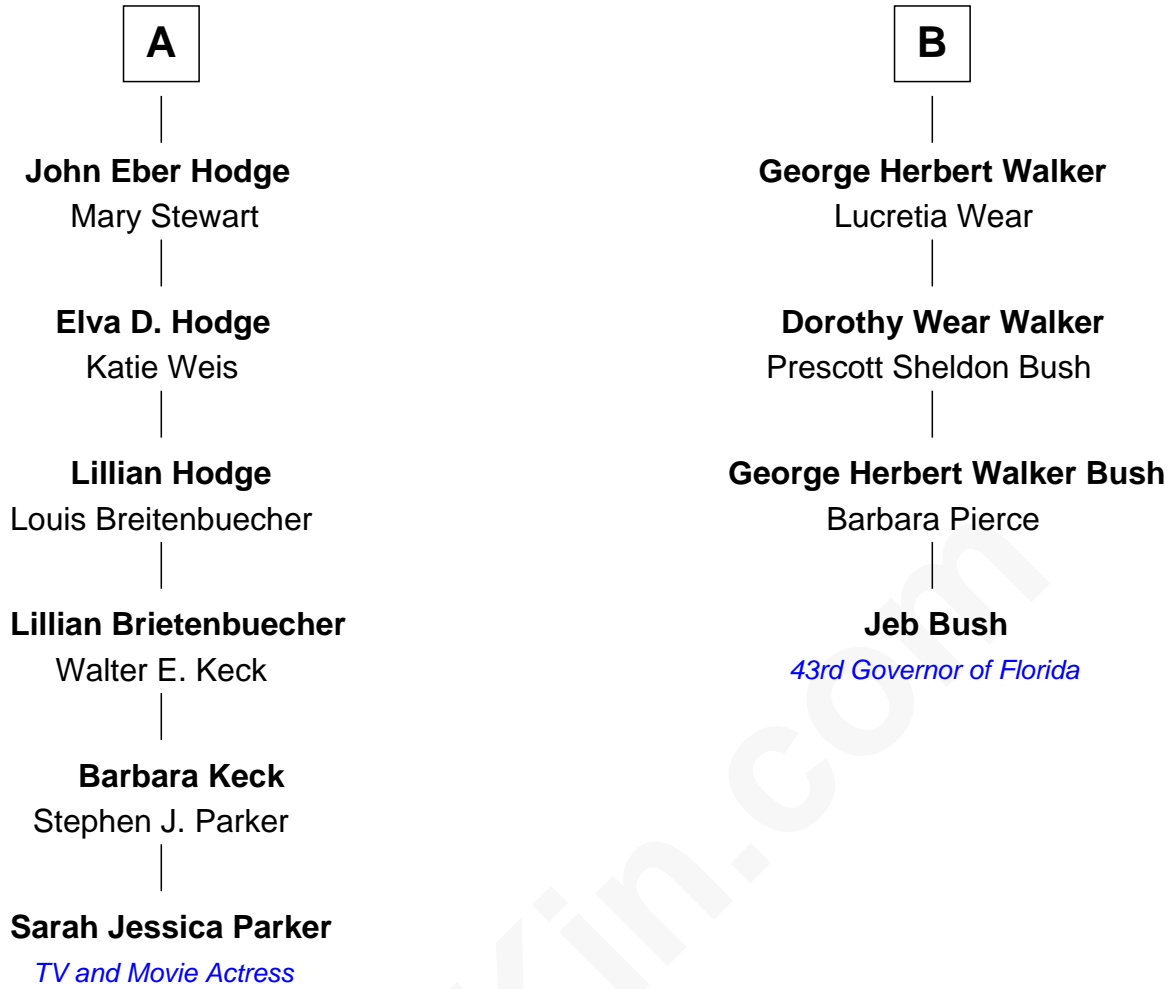 A
John Eber Hodge
Mary Stewart
Elva D. Hodge
Katie Weis
Lillian Hodge
Louis Breitenbuecher
Lillian Brietenbuecher
Walter E. Keck
Barbara Keck
Stephen J. Parker
Sarah Jessica Parker
TV and Movie Actress
B
George Herbert Walker
Lucretia Wear
Dorothy Wear Walker
Prescott Sheldon Bush
George Herbert Walker Bush
Barbara Pierce
Jeb Bush
43rd Governor of Florida
Kin.com